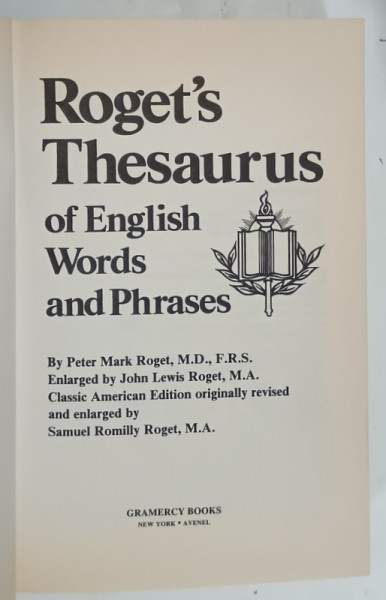 Roget's
Thesaurus
of English
Words
and Phrases
By Peter Mark Roget, M.D., F.R.S.
Enlarged by John Lewis Roget, M.A.
Classic American Edition originally revised
and enlarged by
Samuel Romilly Roget, M.A.
GRAMERCY BOOKS
NEW YORK • AVENEL